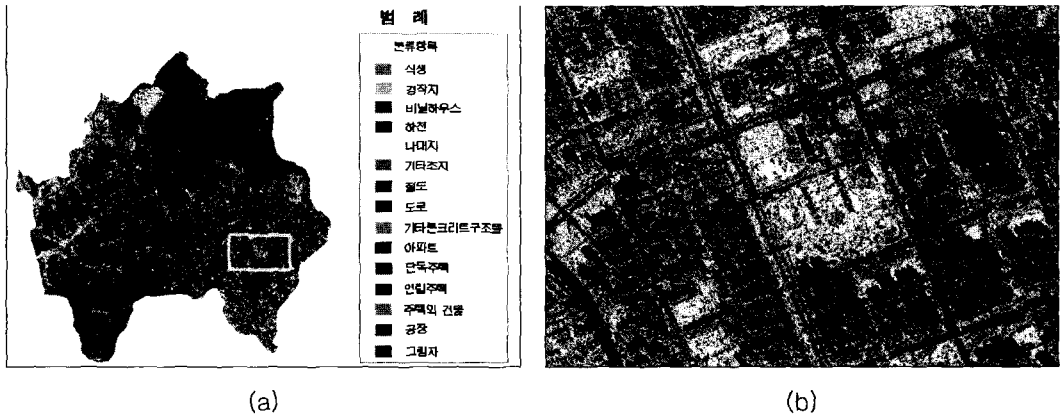 범 례
분류항목
식생
경작지
비닐하우스
하천
나대지
기타초지
철도
도로
기타콘크리트구조물
아파트
단독주택
연립주택
주택외 건물
공장
그림자
(a)
(b)